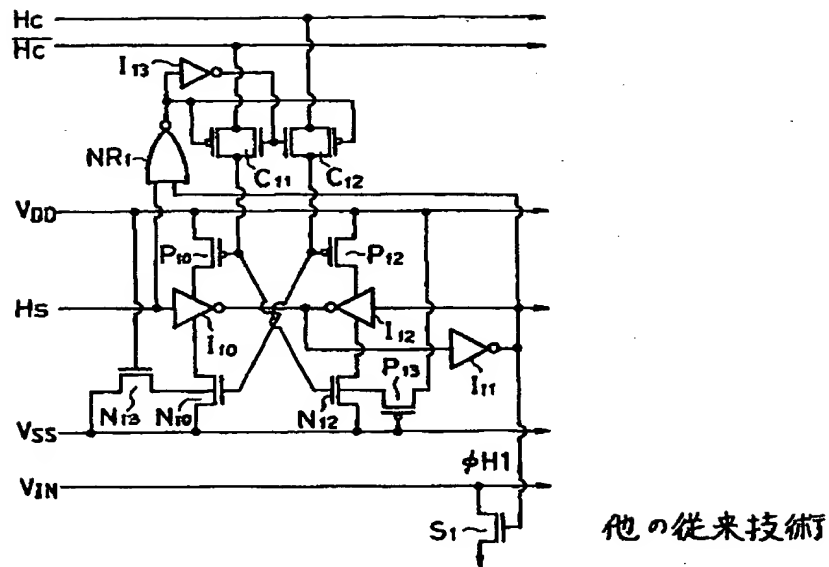 Hc
Hc
I13
NR1
C11
C12
VDD
P10
P12
Hs
I10
I12
P13
I11
N13
N10
N12
VSS
φH1
VIN
S1
他の従来技術